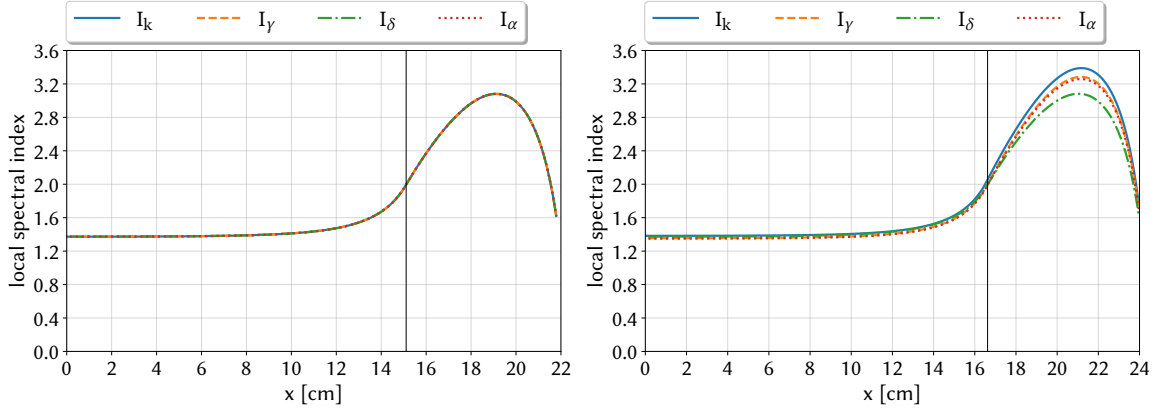 I_k I_γ I_δ I_α
3.6
3.2
2.8
2.4
2.0
1.6
1.2
0.8
0.4
0.0
local spectral index
0 2 4 6 8 10 12 14 16 18 20 22
x [cm]
I_k I_γ I_δ I_α
3.6
3.2
2.8
2.4
2.0
1.6
1.2
0.8
0.4
0.0
local spectral index
0 2 4 6 8 10 12 14 16 18 20 22 24
x [cm]